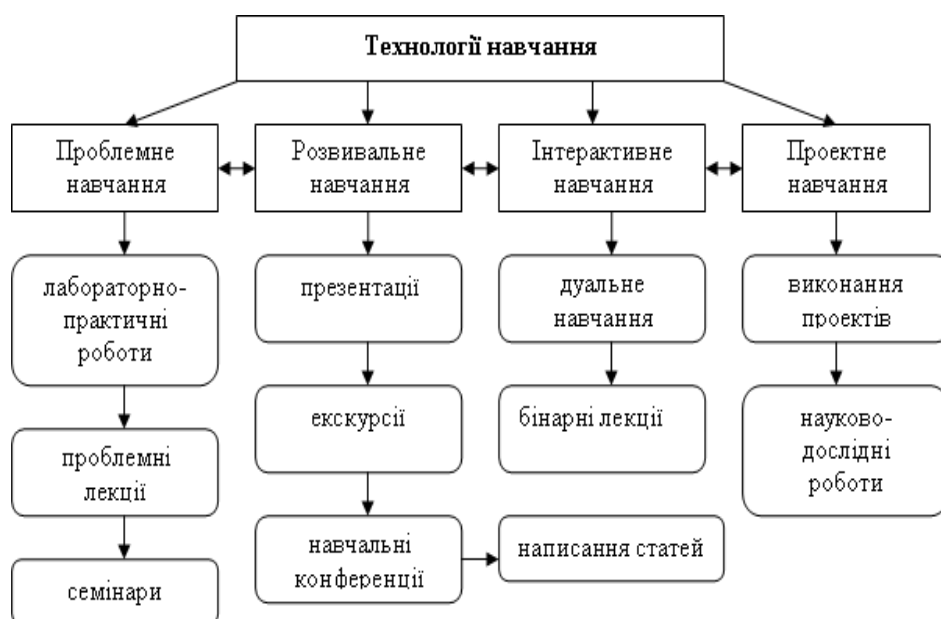 Технології навчання
Проблемне
навчання
Розвивальне
навчання
Інтерактивне
навчання
Проектне
навчання
лабораторно-
практичні
роботи
презентації
дуальне
навчання
виконання
проектів
проблемні
лекції
екскурсії
бінарні лекції
науково-
дослідні
роботи
семінари
навчальні
конференції
написання статей